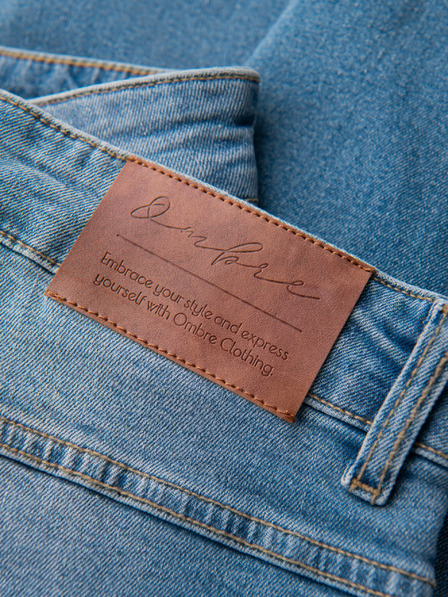 Ombre
Embrace your style and express
yourself with Ombre Clothing.